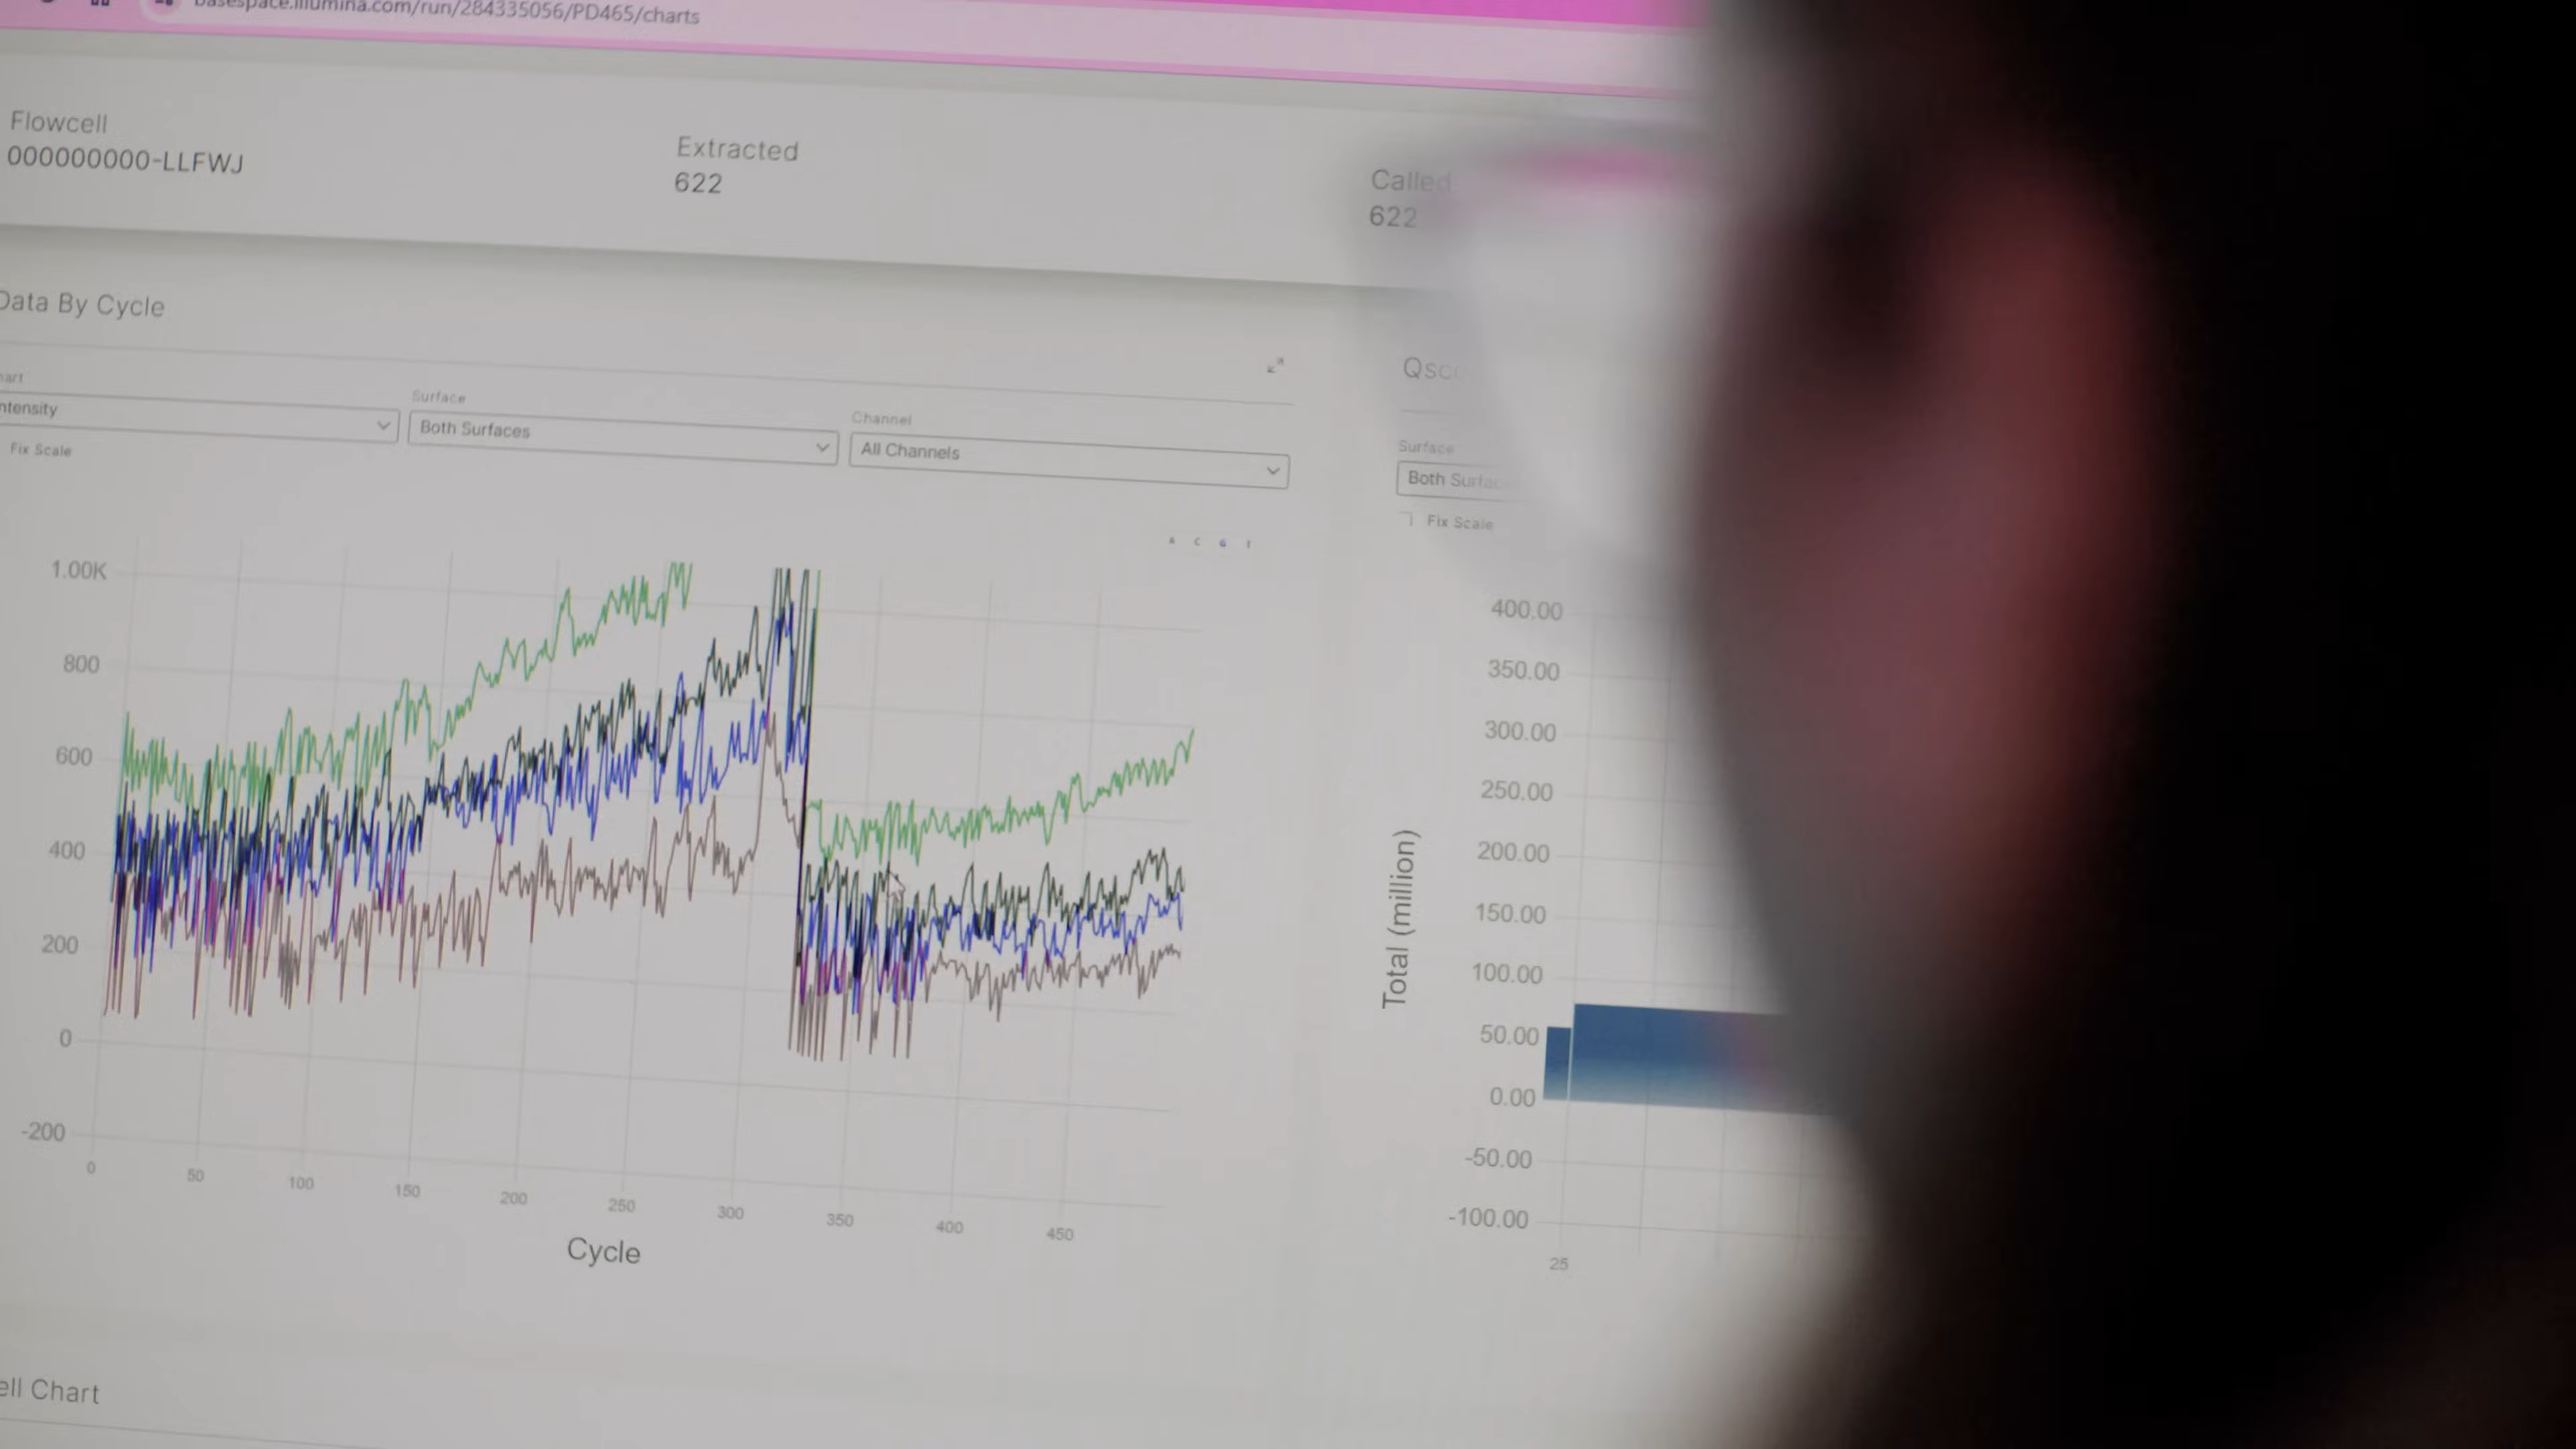 basespace.illumina.com/run/284335056/PD465/charts
Flowcell
000000000-LLFWJ
Extracted
622
Called
622
Data By Cycle
Surface
Both Surfaces
Channel
All Channels
Fix Scale
A C G T
1.00K
800
600
400
200
0
-200
0 50 100 150 200 250 300 350 400 450
Cycle
Surface
Both
Fix Scale
400.00
350.00
300.00
250.00
200.00
150.00
100.00
50.00
0.00
-50.00
-100.00
Total (million)
25
Chart